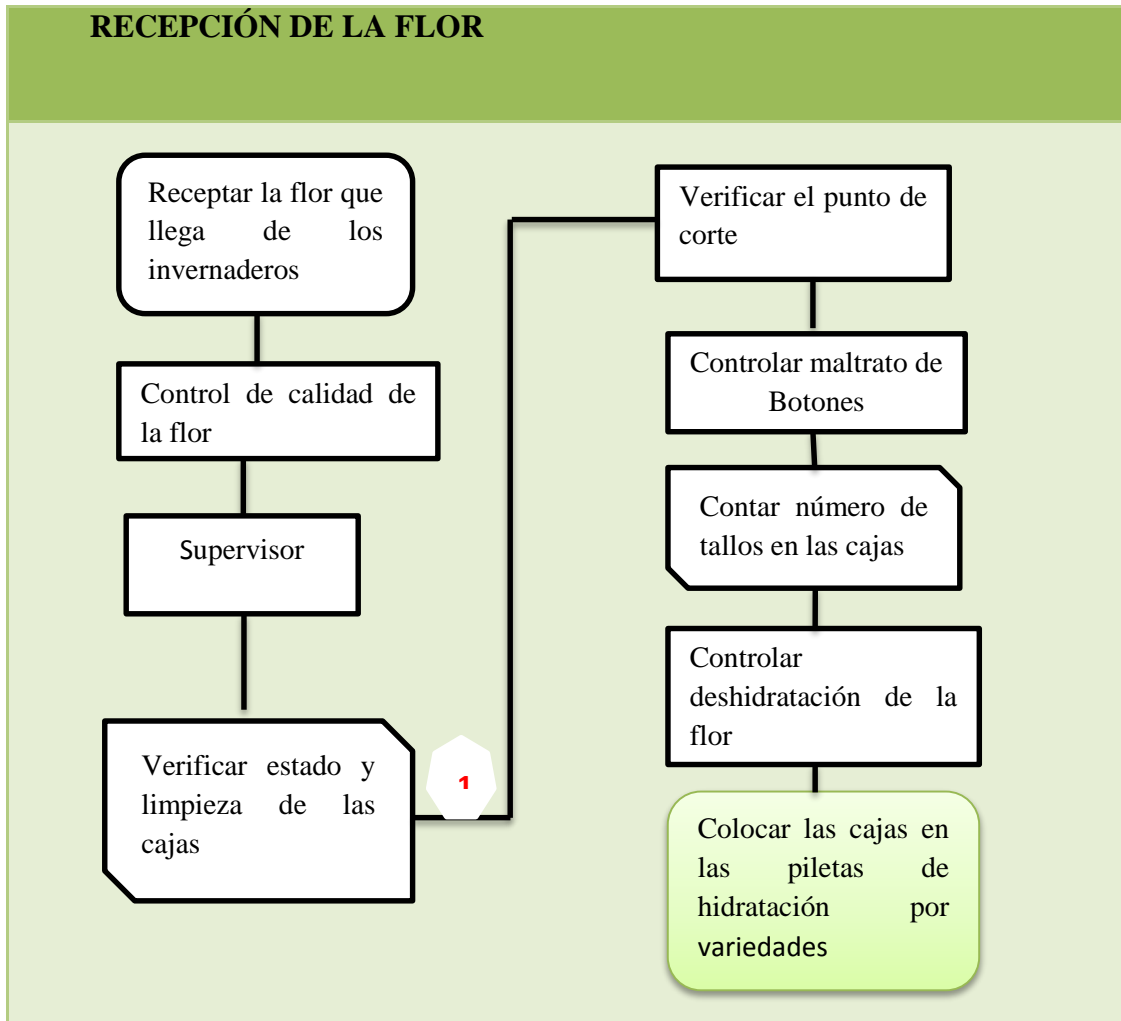 RECEPCIÓN DE LA FLOR
Receptar la flor que
llega de los
invernaderos
Control de calidad de
la flor
Supervisor
Verificar estado y
limpieza de las
cajas
1
Verificar el punto de
corte
Controlar maltrato de
Botones
Contar número de
tallos en las cajas
Controlar
deshidratación de la
flor
Colocar las cajas en
las piletas de
hidratación por
variedades